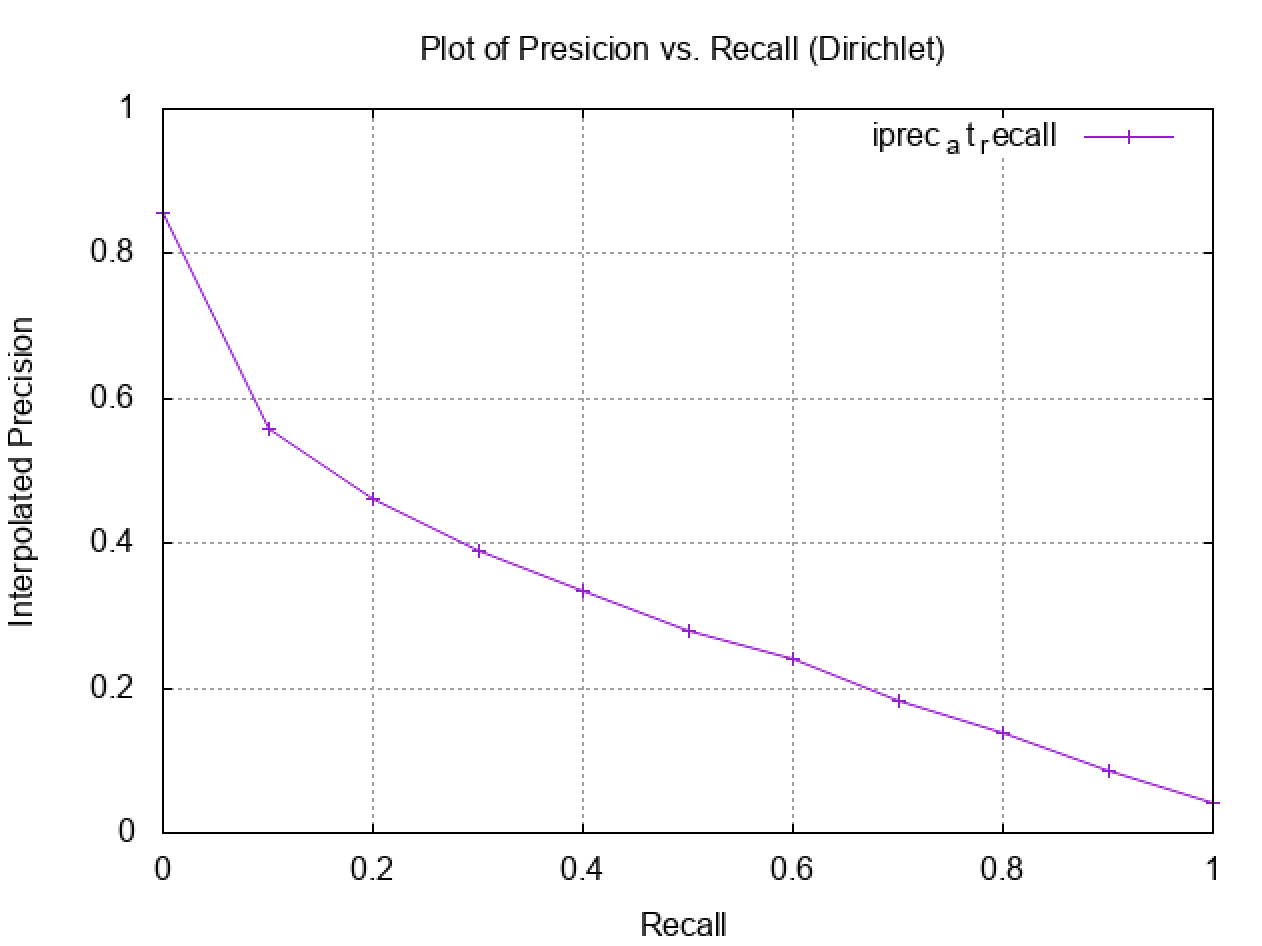 Plot of Presicion vs. Recall (Dirichlet)
1
iprec a t r ecall
0.8
0.6
0.4
0.2
0
Interpolated Precision
0 0.2 0.4 0.6 0.8 1
Recall